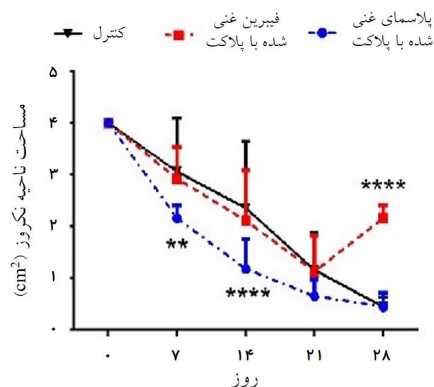 کنترل
فیبرین غنی
شده با پلاکت
پلاسمای غنی
شده با پلاکت
مساحت ناحیه نکروز (cm²)
۵
۴
۳
۲
۱
۰
****
**
****
۰ ۷ ۱۴ ۲۱ ۲۸
روز